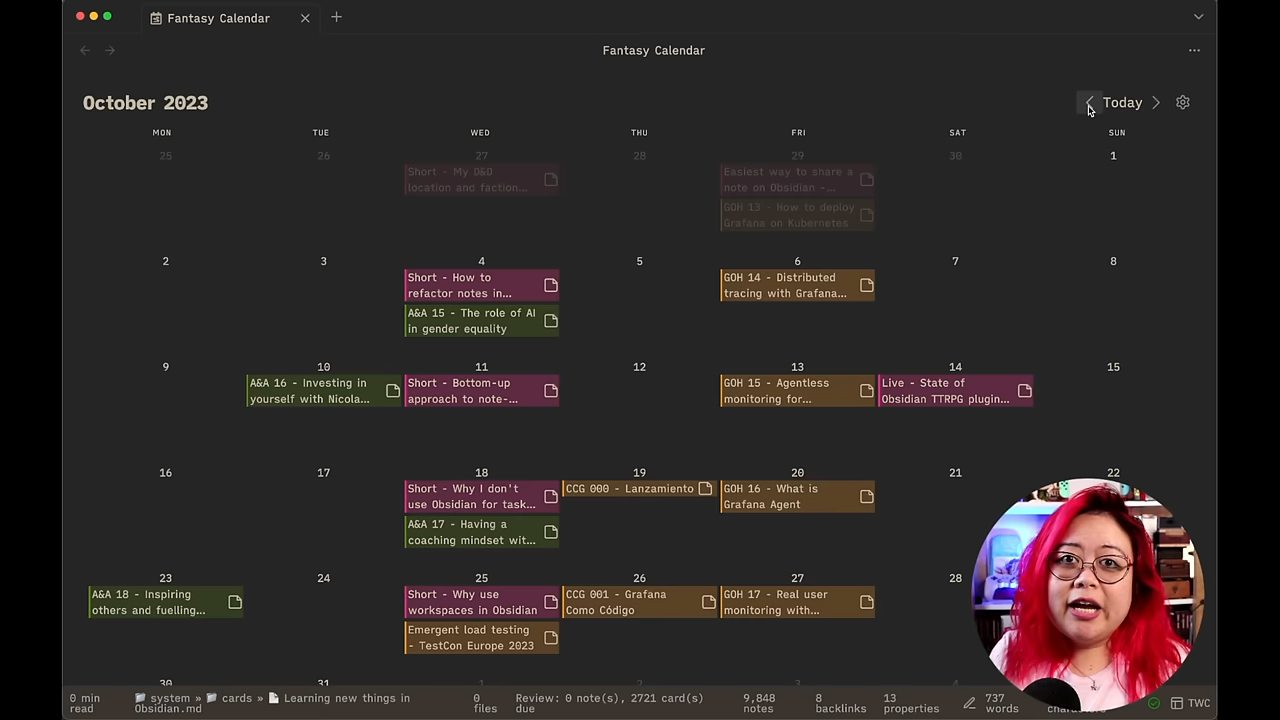 Fantasy Calendar
Fantasy Calendar
October 2023
Today
MON TUE WED THU FRI SAT SUN
25 26 27 28 29 30 1
Short - My D&D
location and faction...
Easiest way to share a
note on Obsidian -...
GOH 13 - How to deploy
Grafana on Kubernetes
2 3 4 5 6 7 8
Short - How to
refactor notes in...
A&A 15 - The role of AI
in gender equality
GOH 14 - Distributed
tracing with Grafana...
9 10 11 12 13 14 15
A&A 16 - Investing in
yourself with Nicola...
Short - Bottom-up
approach to note-...
GOH 15 - Agentless
monitoring for...
Live - State of
Obsidian TTRPG plugin...
16 17 18 19 20 21 22
Short - Why I don't
use Obsidian for task...
A&A 17 - Having a
coaching mindset wit...
CCG 000 - Lanzamiento
GOH 16 - What is
Grafana Agent
23 24 25 26 27 28
A&A 18 - Inspiring
others and fuelling...
Short - Why use
workspaces in Obsidian
Emergent load testing
- TestCon Europe 2023
CCG 001 - Grafana
Como Código
GOH 17 - Real user
monitoring with...
30 31
0 min
read
system » cards » Learning new things in
Obsidian.md
0
files
Review: 0 note(s), 2721 card(s)
due
9,848
notes
8
backlinks
13
properties
737
words
TWC